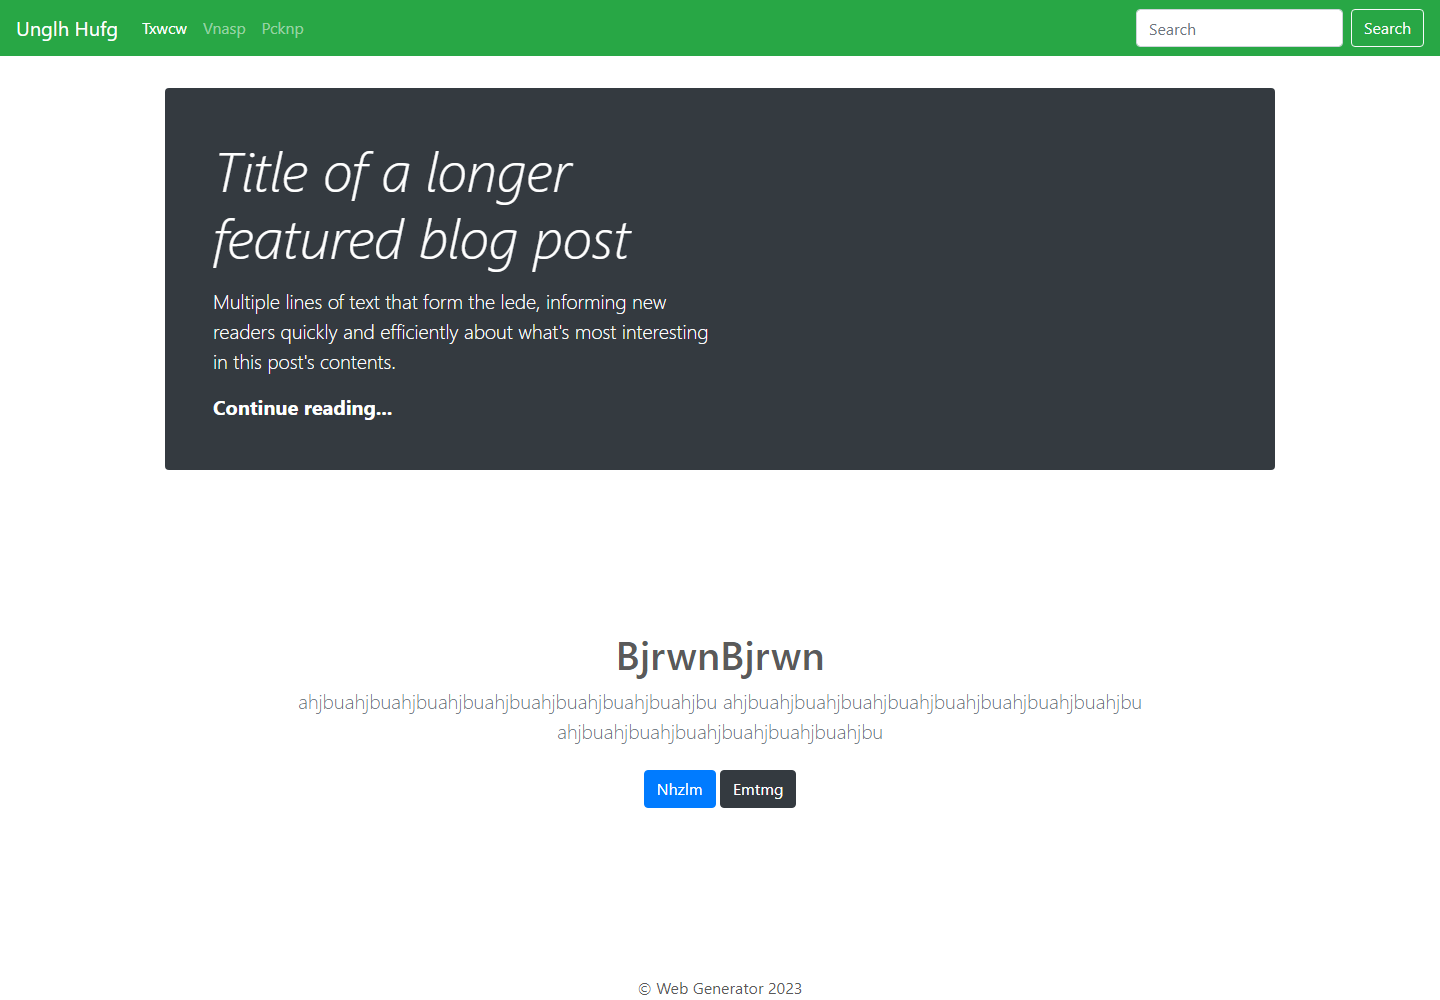 Unglh Hufg Txwcw Vnasp Pcknp Search Search
Title of a longer
featured blog post
Multiple lines of text that form the lede, informing new
readers quickly and efficiently about what's most interesting
in this post's contents.
Continue reading...
BjrwnBjrwn
ahjbuahjbuahjbuahjbuahjbuahjbuahjbuahjbuahjbu ahjbuahjbuahjbuahjbuahjbuahjbuahjbuahjbuahjbu
ahjbuahjbuahjbuahjbuahjbuahjbuahjbu
Nhzlm Emtmg
© Web Generator 2023